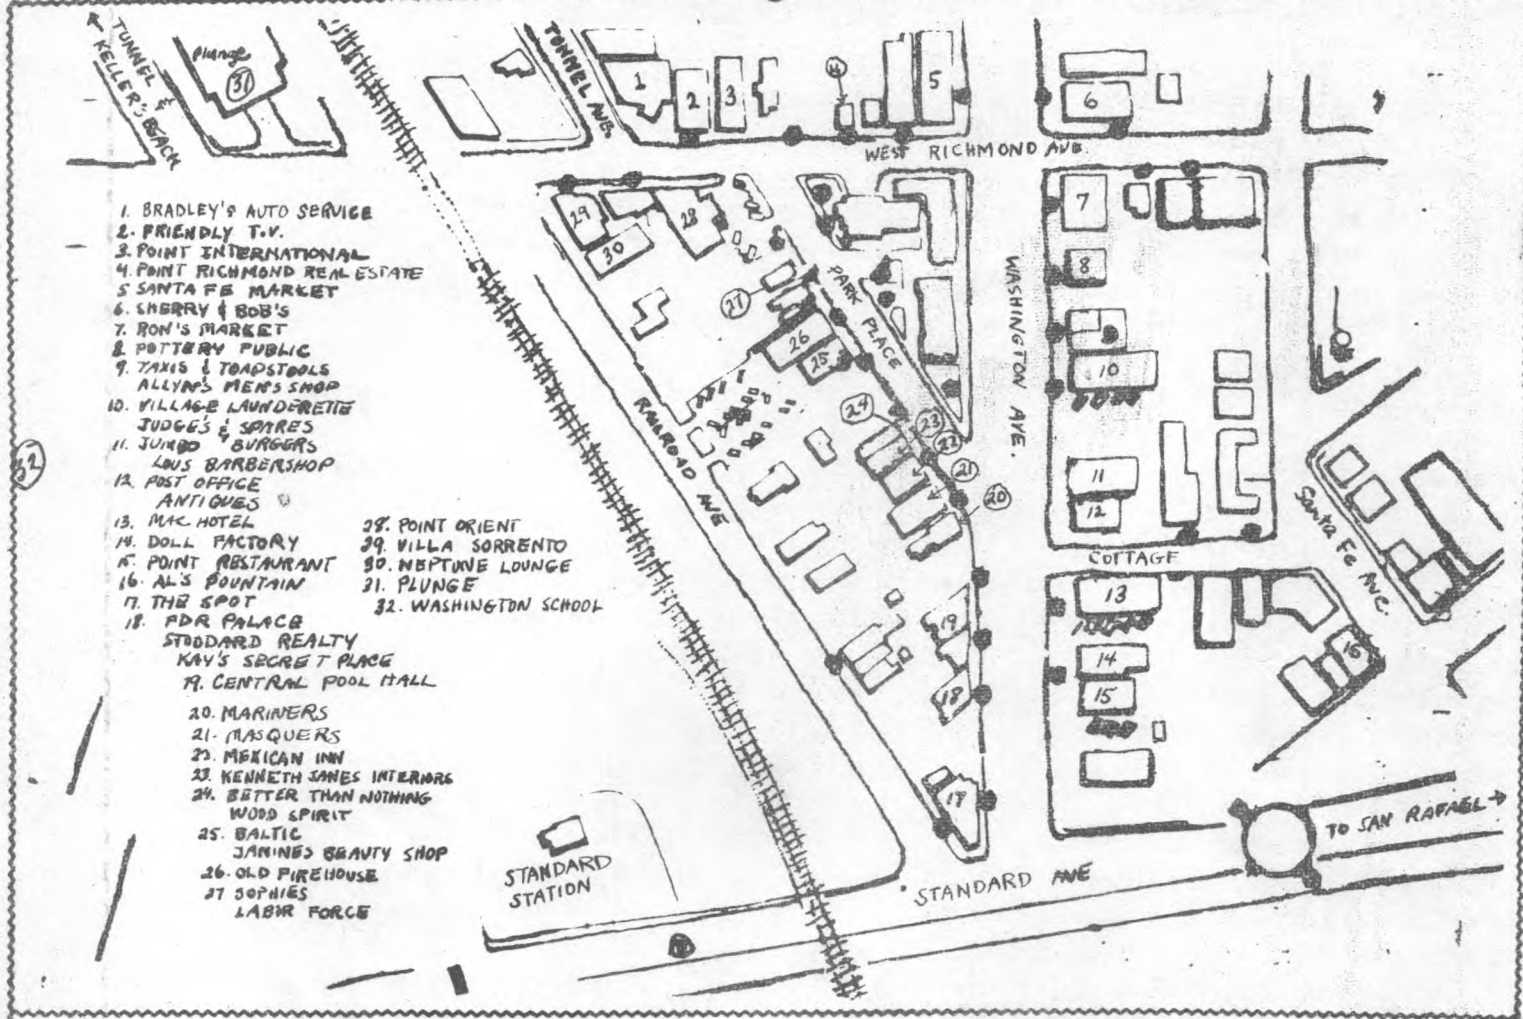 TUNNEL &
KELLER'S BEACH
Plunge
31
TUNNEL AVE.
1
2
3
4
5
6
WEST RICHMOND AVE.
1. BRADLEY'S AUTO SERVICE
2. FRIENDLY T.V.
3. POINT INTERNATIONAL
4. POINT RICHMOND REAL ESTATE
5 SANTA FE MARKET
6. SHERRY & BOB'S
7. RON'S MARKET
8 POTTERY PUBLIC
9. TAXIS & TOADSTOOLS
ALLYN'S MENS SHOP
10. VILLAGE LAUNDERETTE
JUDGE'S & SPARES
11. JUMBO BURGERS
LOUS BARBERSHOP
12. POST OFFICE
ANTIQUES
13. MAC HOTEL
14. DOLL FACTORY
15. POINT RESTAURANT
16. AL'S FOUNTAIN
17. THE SPOT
18. PDR PALACE
STODDARD REALTY
KAY'S SECRET PLACE
19. CENTRAL POOL HALL
20. MARINERS
21. MASQUERS
22. MEXICAN INN
23. KENNETH JANES INTERIORS
24. BETTER THAN NOTHING
WOOD SPIRIT
25. BALTIC
JANINES BEAUTY SHOP
26. OLD FIREHOUSE
27 SOPHIES
LABOR FORCE
28. POINT ORIENT
29. VILLA SORRENTO
30. NEPTUNE LOUNGE
31. PLUNGE
32. WASHINGTON SCHOOL
32
29
30
28
27
26
25
24
23
22
21
20
PARK PLACE
WASHINGTON AVE.
RAILROAD AVE
7
8
10
11
12
COTTAGE
Santa Fe Ave.
13
14
15
16
19
18
17
STANDARD
STATION
STANDARD AVE
TO SAN RAFAEL →